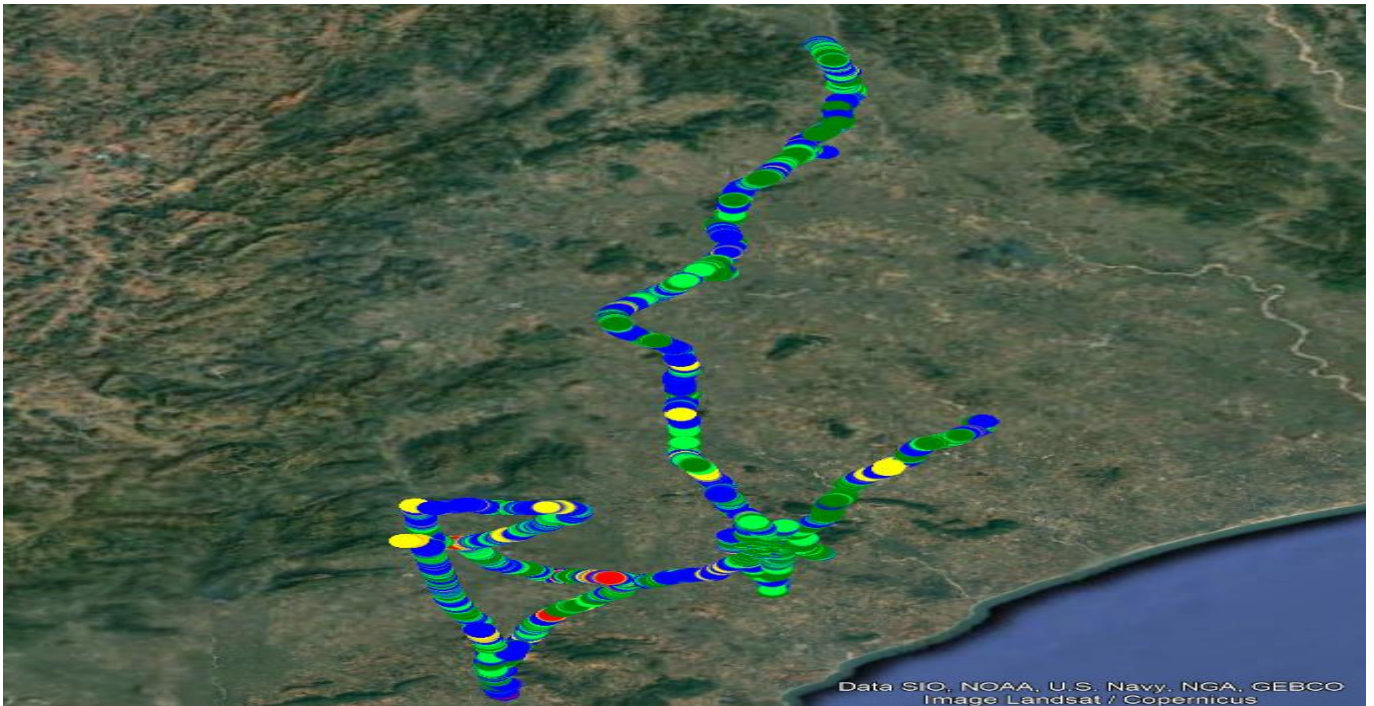 Data SIO, NOAA, U.S. Navy. NGA, GEBCO
Image Landsat / Copernicus